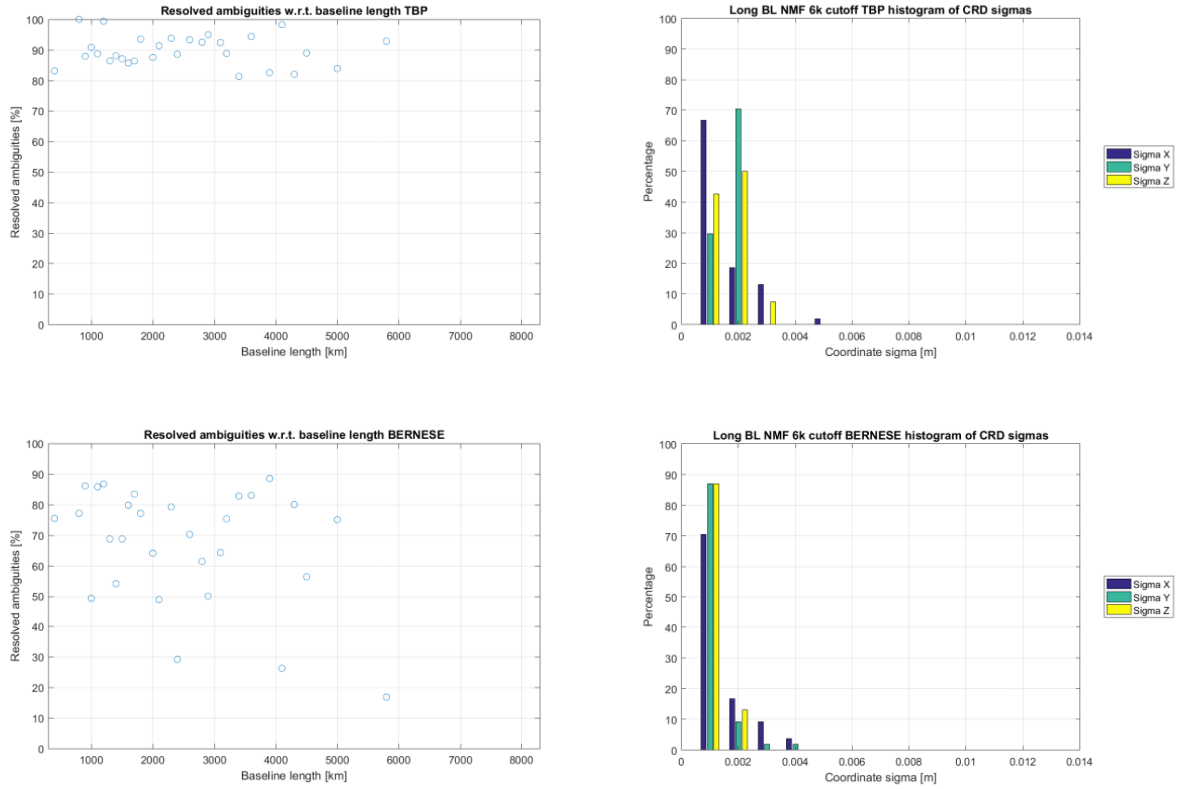 Resolved ambiguities w.r.t. baseline length TBP
100
90
80
70
60
50
40
30
20
10
0
Resolved ambiguities [%]
1000 2000 3000 4000 5000 6000 7000 8000
Baseline length [km]
Long BL NMF 6k cutoff TBP histogram of CRD sigmas
100
90
80
70
60
50
40
30
20
10
0
Percentage
0 0.002 0.004 0.006 0.008 0.01 0.012 0.014
Coordinate sigma [m]
Sigma X
Sigma Y
Sigma Z
Resolved ambiguities w.r.t. baseline length BERNESE
100
90
80
70
60
50
40
30
20
10
0
Resolved ambiguities [%]
1000 2000 3000 4000 5000 6000 7000 8000
Baseline length [km]
Long BL NMF 6k cutoff BERNESE histogram of CRD sigmas
100
90
80
70
60
50
40
30
20
10
0
Percentage
0 0.002 0.004 0.006 0.008 0.01 0.012 0.014
Coordinate sigma [m]
Sigma X
Sigma Y
Sigma Z